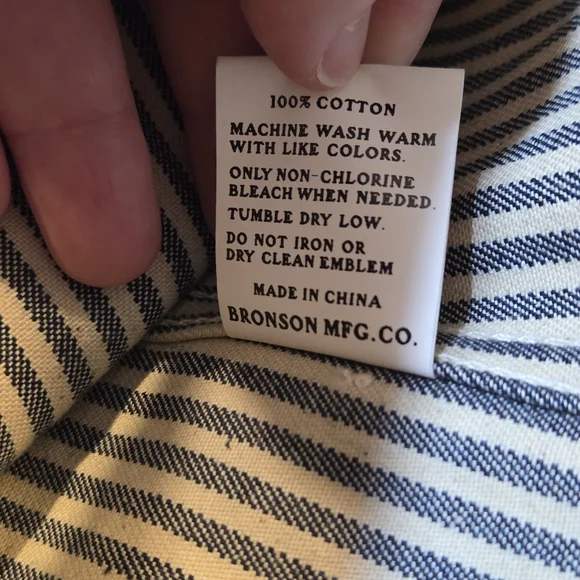 100% COTTON
MACHINE WASH WARM
WITH LIKE COLORS.
ONLY NON-CHLORINE
BLEACH WHEN NEEDED.
TUMBLE DRY LOW.
DO NOT IRON OR
DRY CLEAN EMBLEM
MADE IN CHINA
BRONSON MFG.CO.